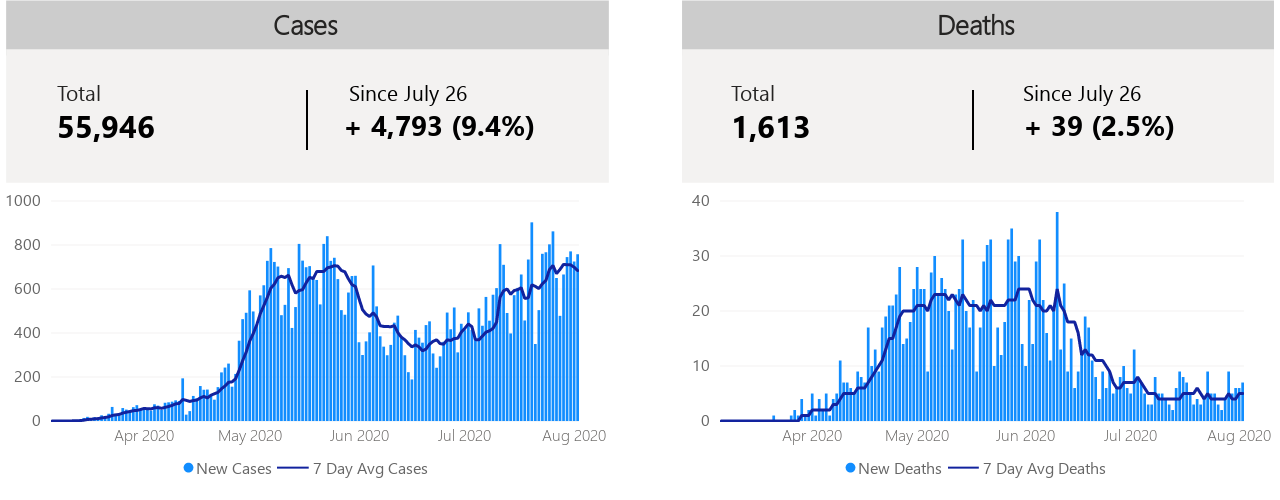 Cases
Total
Since July 26
55,946
+ 4,793 (9.4%)
1000
800
600
400
200
0
Apr 2020
May 2020
Jun 2020
Jul 2020
Aug 2020
New Cases
7 Day Avg Cases
Deaths
Total
Since July 26
1,613
+ 39 (2.5%)
40
30
20
10
0
Apr 2020
May 2020
Jun 2020
Jul 2020
Aug 2020
New Deaths
7 Day Avg Deaths